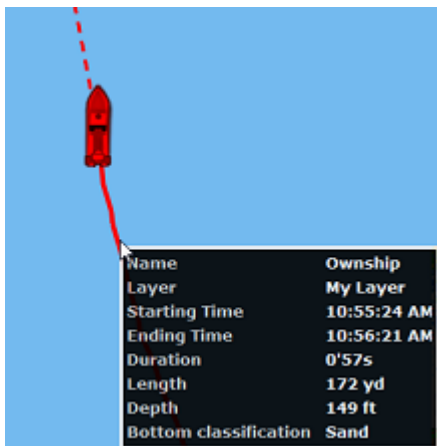 Name Ownship
Layer My Layer
Starting Time 10:55:24 AM
Ending Time 10:56:21 AM
Duration 0'57s
Length 172 yd
Depth 149 ft
Bottom classification Sand